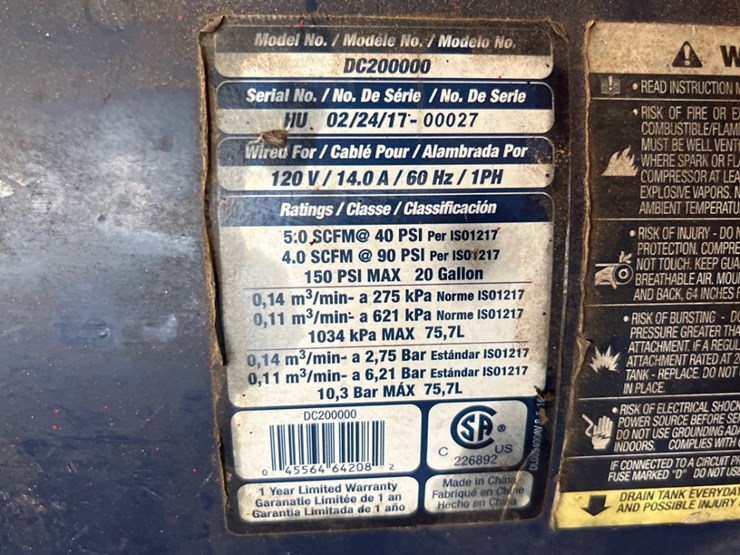 Model No. / Modèle No. / Modelo No.
DC200000
Serial No. / No. De Série / No. De Serie
HU 02/24/17- 00027
Wired For / Cablé Pour / Alambrada Por
120 V / 14.0 A / 60 Hz / 1PH
Ratings / Classe / Classificación
5.0 SCFM@ 40 PSI Per ISO1217
4.0 SCFM @ 90 PSI Per ISO1217
150 PSI MAX 20 Gallon
0,14 m³/min- a 275 kPa Norme ISO1217
0,11 m³/min- a 621 kPa Norme ISO1217
1034 kPa MAX 75,7L
0,14 m³/min- a 2,75 Bar Estándar ISO1217
0,11 m³/min- a 6,21 Bar Estándar ISO1217
10,3 Bar MÁX 75,7L
DC200000
0 45564 64208 2
SA ®
C US
226892
1 Year Limited Warranty
Garanatie Limitée de 1 an
Garantia Limitada de 1 año
Made in China
Fabriqué en Chine
Hecho en China
W
• READ INSTRUCTION
• RISK OF FIRE OR
COMBUSTIBLE/FLAM
MUST BE WELL VENT
WHERE SPARK OR FL
COMPRESSOR AT LEA
EXPLOSIVE VAPORS.
AMBIENT TEMPERATU
• RISK OF INJURY - DO
PROTECTION. COMPRE
NOT TOUCH. KEEP GUA
BREATHABLE AIR. MOU
AND BACK, 64 INCHES
• RISK OF BURSTING -
PRESSURE GREATER THA
ATTACHMENT. IF A REGUL
ATTACHMENT RATED AT 2
TANK - REPLACE. DO NOT
IN PLACE.
• RISK OF ELECTRICAL SHOCK
POWER SOURCE BEFORE SE
DO NOT USE GROUNDING AD
INDOORS. COMPLIES WITH
IF CONNECTED TO A CIRCUIT PR
FUSE MARKED "D" DO NOT USE
DRAIN TANK EVERYDAY
AND POSSIBLE INJURY